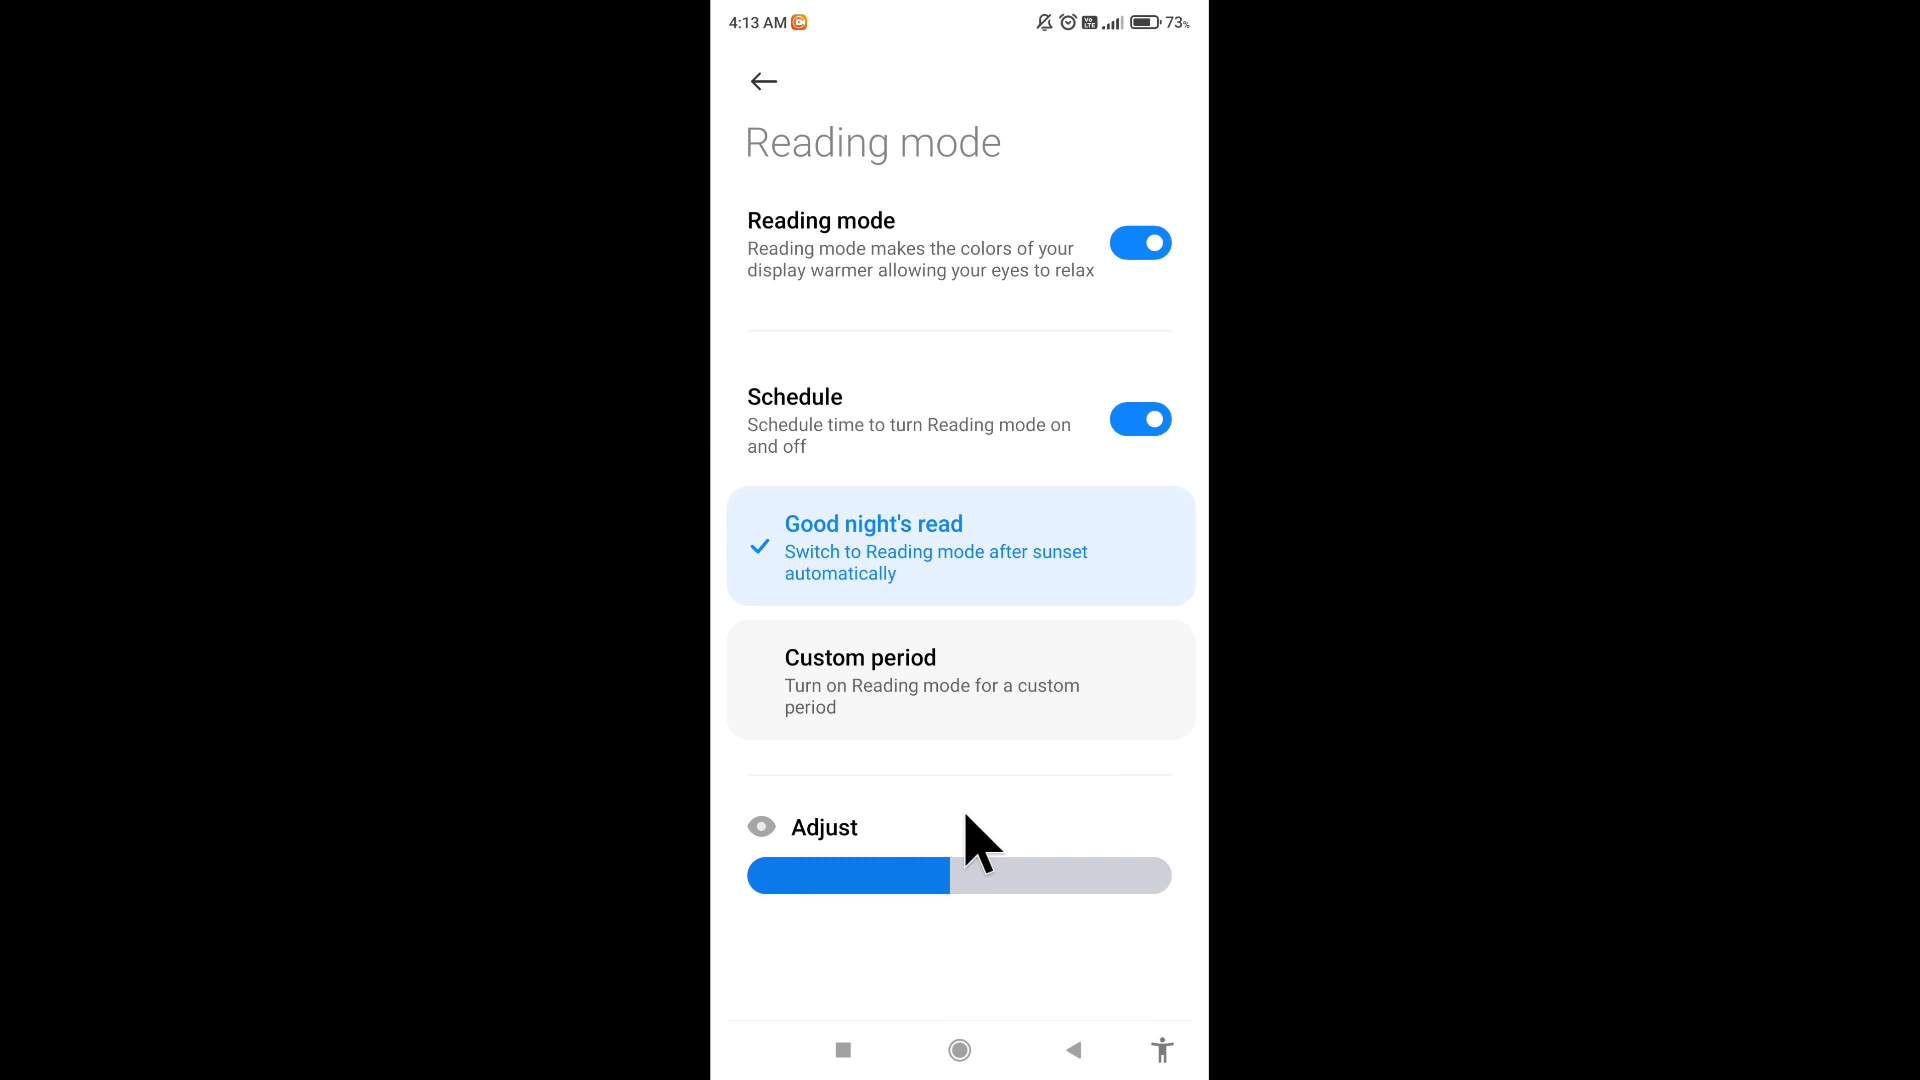 4:13 AM
Vo LTE
73%
Reading mode
Reading mode
Reading mode makes the colors of your
display warmer allowing your eyes to relax
Schedule
Schedule time to turn Reading mode on
and off
Good night's read
Switch to Reading mode after sunset
automatically
Custom period
Turn on Reading mode for a custom
period
Adjust